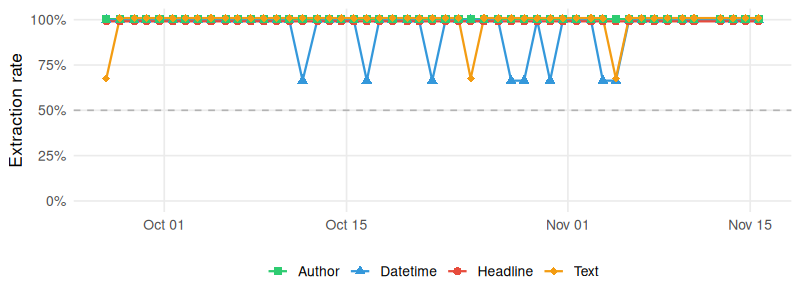 Extraction rate
100%
75%
50%
25%
0%
Oct 01 Oct 15 Nov 01 Nov 15
Author Datetime Headline Text